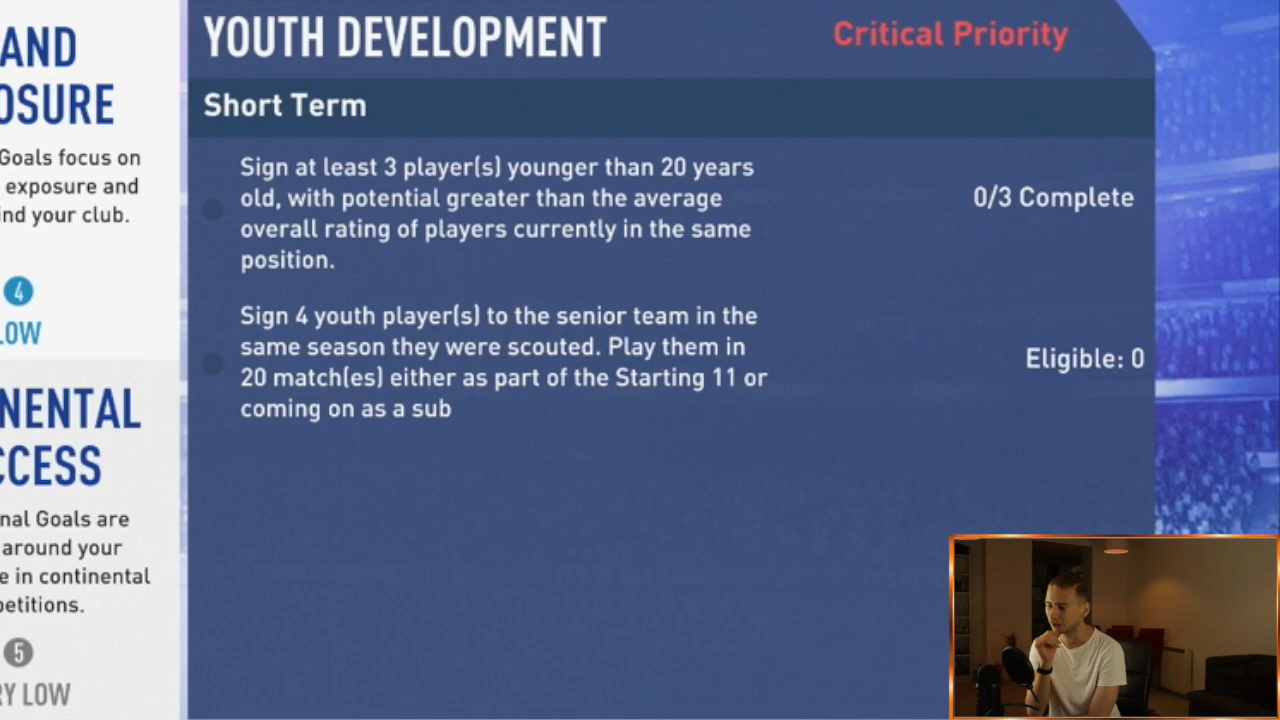 AND
OSURE
Goals focus on
exposure and
ind your club.
4
LOW
NENTAL
CCESS
nal Goals are
around your
e in continental
petitions.
5
RY LOW
YOUTH DEVELOPMENT
Critical Priority
Short Term
Sign at least 3 player(s) younger than 20 years
old, with potential greater than the average
overall rating of players currently in the same
position.
0/3 Complete
Sign 4 youth player(s) to the senior team in the
same season they were scouted. Play them in
20 match(es) either as part of the Starting 11 or
coming on as a sub
Eligible: 0